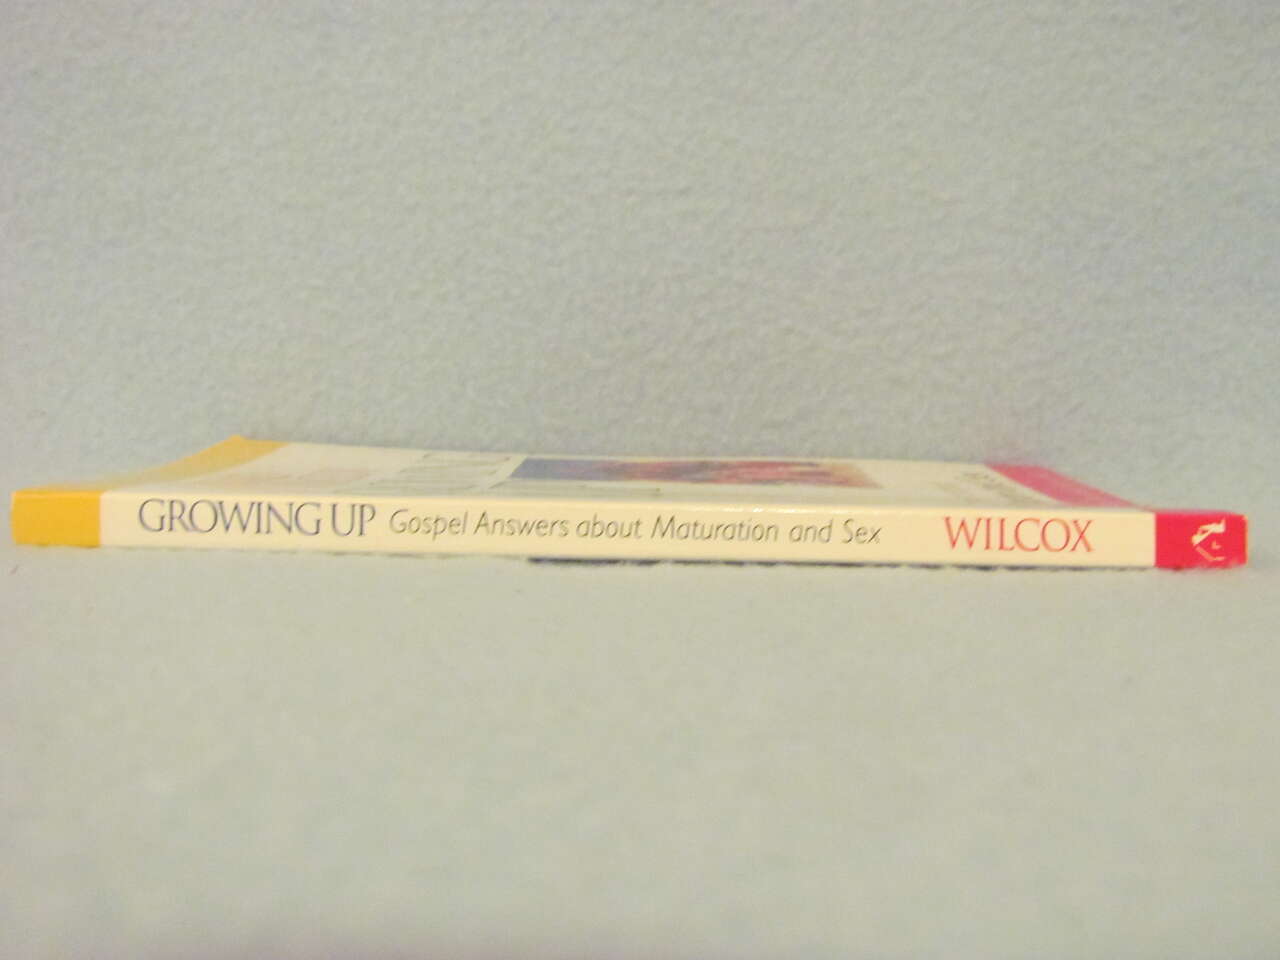 GROWING UP Gospel Answers about Maturation and Sex WILCOX